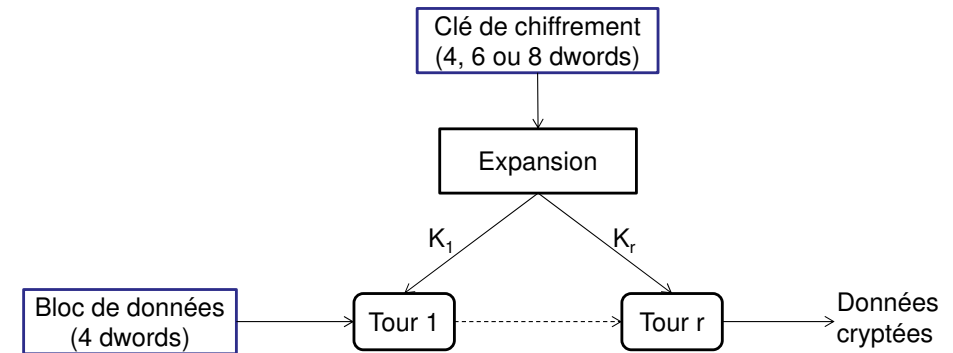 Clé de chiffrement
(4, 6 ou 8 dwords)
Expansion
K₁
Kᵣ
Bloc de données
(4 dwords)
Tour 1
Tour r
Données
cryptées